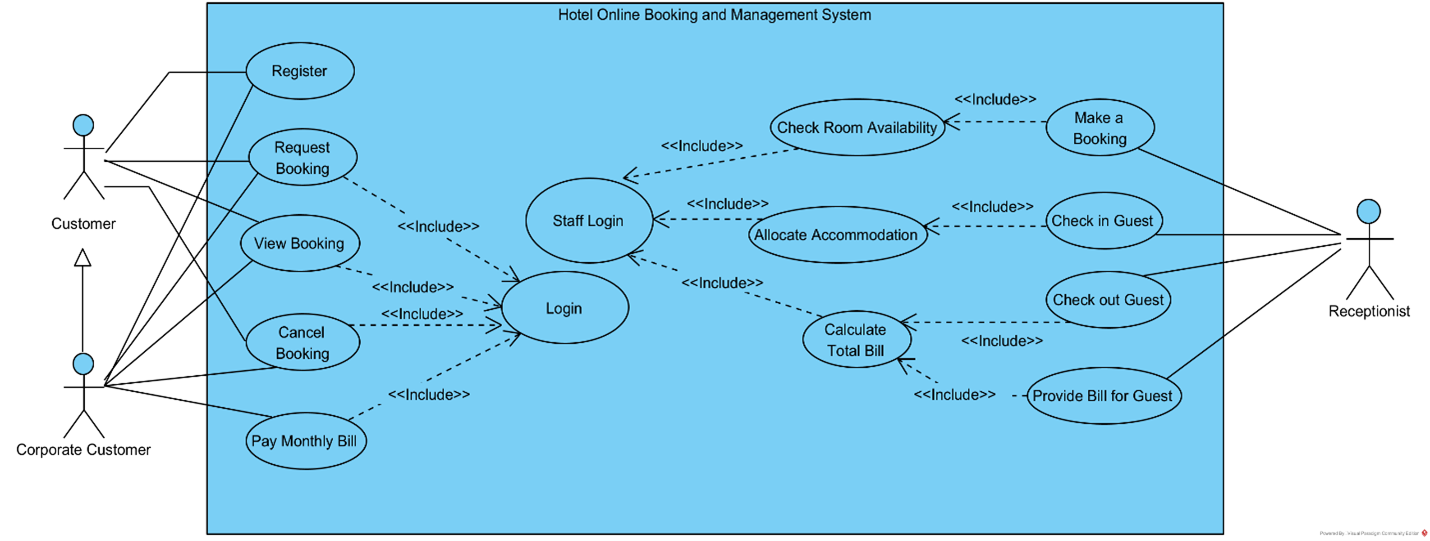 Hotel Online Booking and Management System
Register
Request
Booking
View Booking
Cancel
Booking
Pay Monthly Bill
Customer
Corporate Customer
<<Include>>
<<Include>>
<<Include>>
<<Include>>
Login
Staff Login
<<Include>>
<<Include>>
<<Include>>
Check Room Availability
Allocate Accommodation
Calculate
Total Bill
<<Include>>
<<Include>>
<<Include>>
<<Include>>
Make a
Booking
Check in Guest
Check out Guest
Provide Bill for Guest
Receptionist
Powered By: Visual Paradigm Community Edition